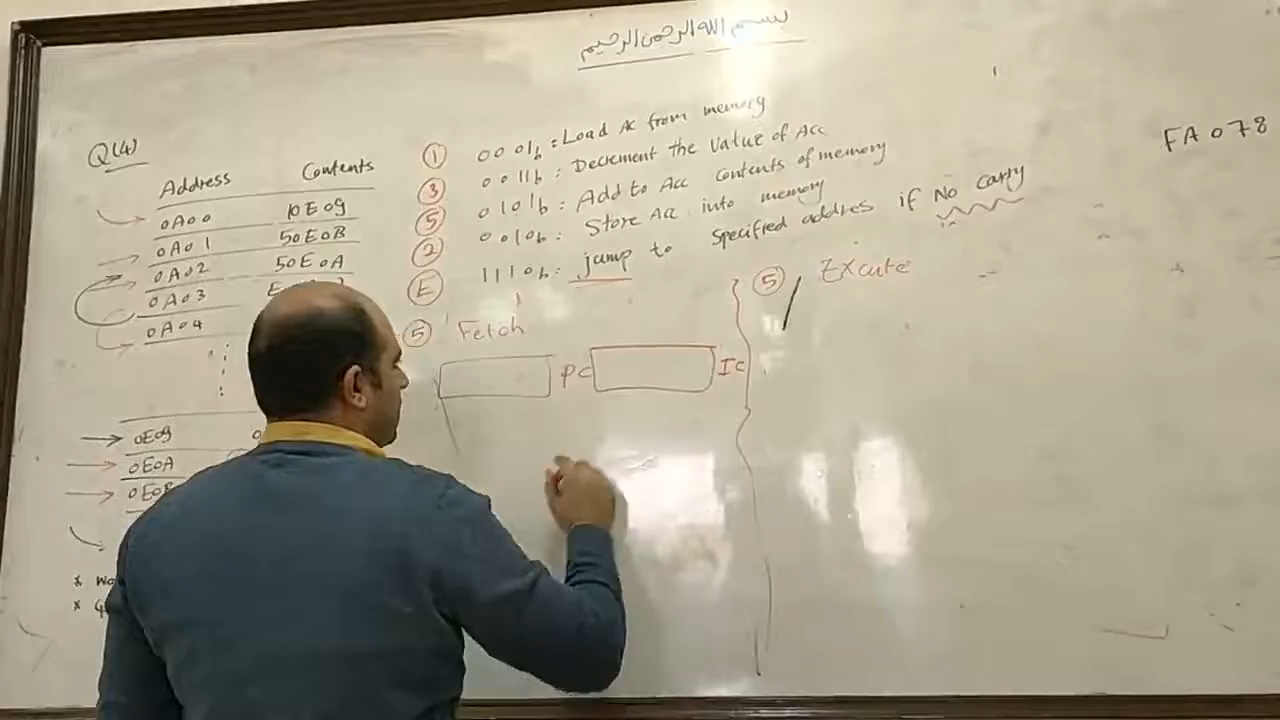 بسم الله الرحمن الرحيم
FA078
Q(4)
Address Contents
0A00 10E09
0A01 50E0B
0A02 50E0A
0A03 E
0A04
0E09 0
0E0A
0E0
① 0001b : Load Ac from memory
③ 0011b : Decrement the value of Acc
⑤ 0101b : Add to Acc contents of memory
② 0010b : Store Acc into memory
Ⓔ 1110b : jump to specified address if No carry
⑤ Fetch
PC
IC
⑤ Excute